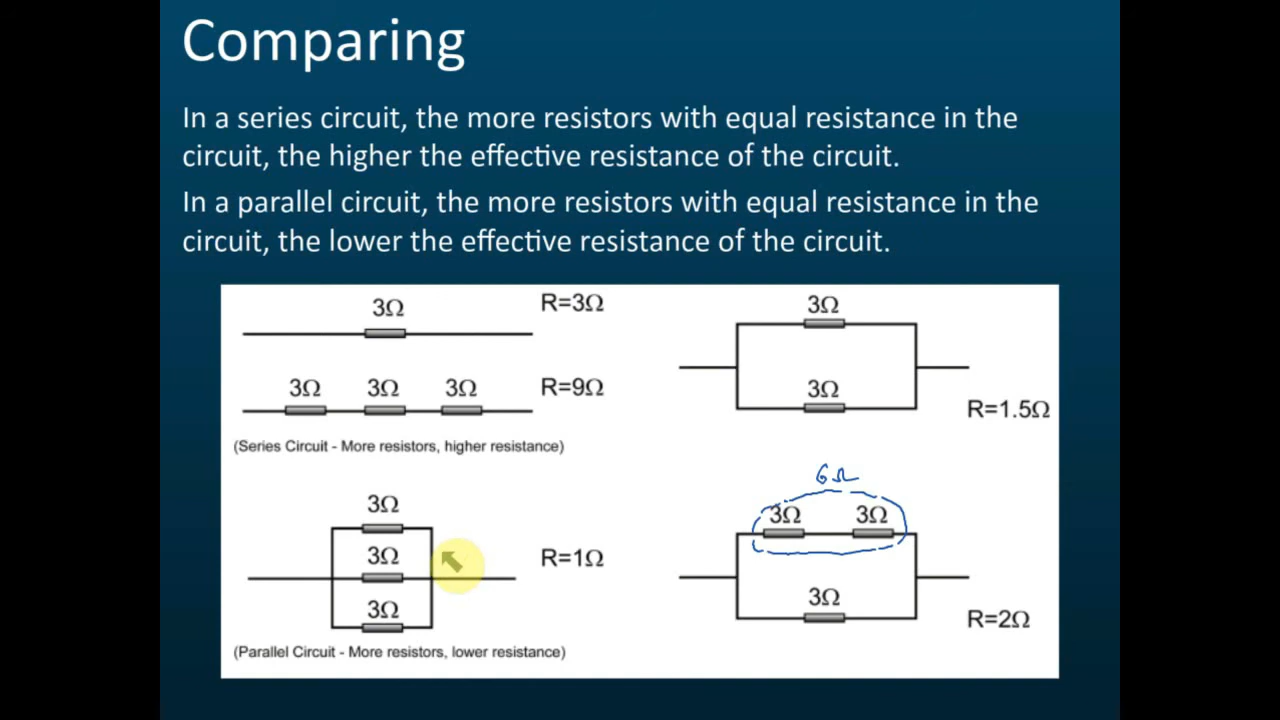 Comparing
In a series circuit, the more resistors with equal resistance in the
circuit, the higher the effective resistance of the circuit.
In a parallel circuit, the more resistors with equal resistance in the
circuit, the lower the effective resistance of the circuit.
3Ω
R=3Ω
3Ω 3Ω 3Ω
R=9Ω
(Series Circuit - More resistors, higher resistance)
3Ω
3Ω
R=1.5Ω
3Ω
3Ω
3Ω
R=1Ω
(Parallel Circuit - More resistors, lower resistance)
6Ω
3Ω 3Ω
3Ω
R=2Ω